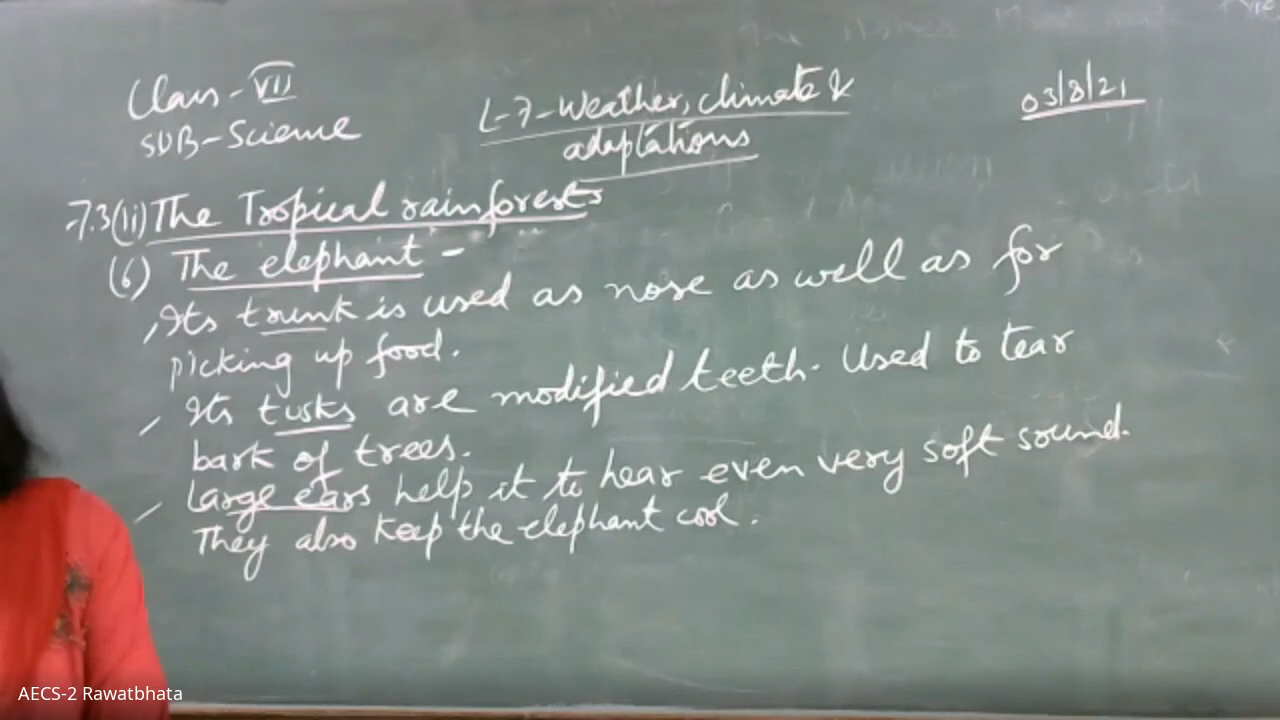 Class - VII
SUB - Science
L-7 - Weather, climate &
adaptations
03/8/21
7.3(ii) The Tropical rainforests
(6) The elephant -
Its trunk is used as nose as well as for
picking up food.
Its tusks are modified teeth. Used to tear
bark of trees.
Large ears help it to hear even very soft sound.
They also keep the elephant cool.
AECS-2 Rawatbhata